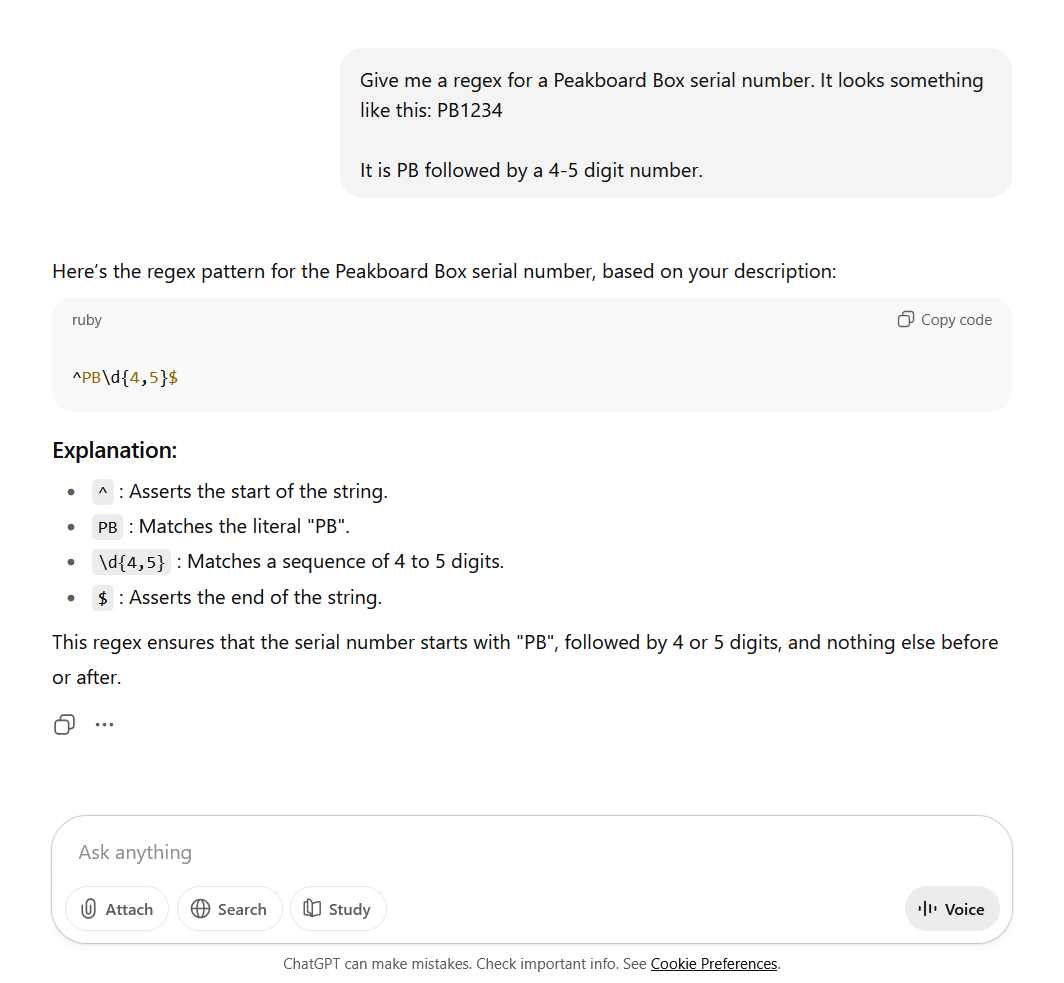 Give me a regex for a Peakboard Box serial number. It looks something
like this: PB1234
It is PB followed by a 4-5 digit number.
Here’s the regex pattern for the Peakboard Box serial number, based on your description:
ruby
Copy code
^PB\d{4,5}$
Explanation:
^ : Asserts the start of the string.
PB : Matches the literal "PB".
\d{4,5} : Matches a sequence of 4 to 5 digits.
$ : Asserts the end of the string.
This regex ensures that the serial number starts with "PB", followed by 4 or 5 digits, and nothing else before
or after.
Ask anything
Attach
Search
Study
Voice
ChatGPT can make mistakes. Check important info. See Cookie Preferences.